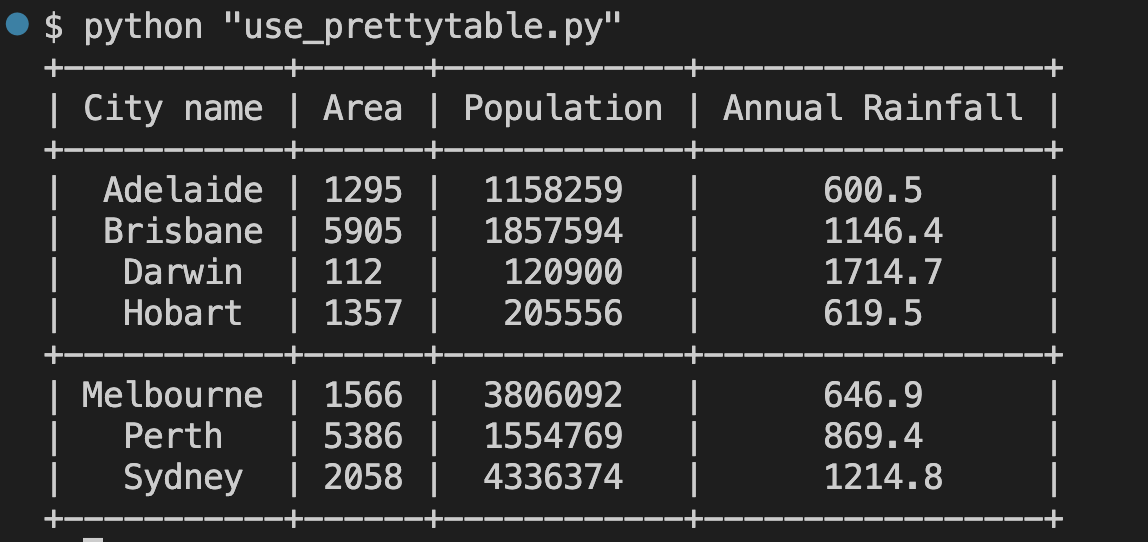 $ python "use_prettytable.py"
+-----------+------+------------+-----------------+
| City name | Area | Population | Annual Rainfall |
+-----------+------+------------+-----------------+
|  Adelaide | 1295 |  1158259   |      600.5      |
|  Brisbane | 5905 |  1857594   |      1146.4     |
|   Darwin  | 112  |   120900   |      1714.7     |
|   Hobart  | 1357 |   205556   |      619.5      |
+-----------+------+------------+-----------------+
| Melbourne | 1566 |  3806092   |      646.9      |
|   Perth   | 5386 |  1554769   |      869.4      |
|   Sydney  | 2058 |  4336374   |      1214.8     |
+-----------+------+------------+-----------------+